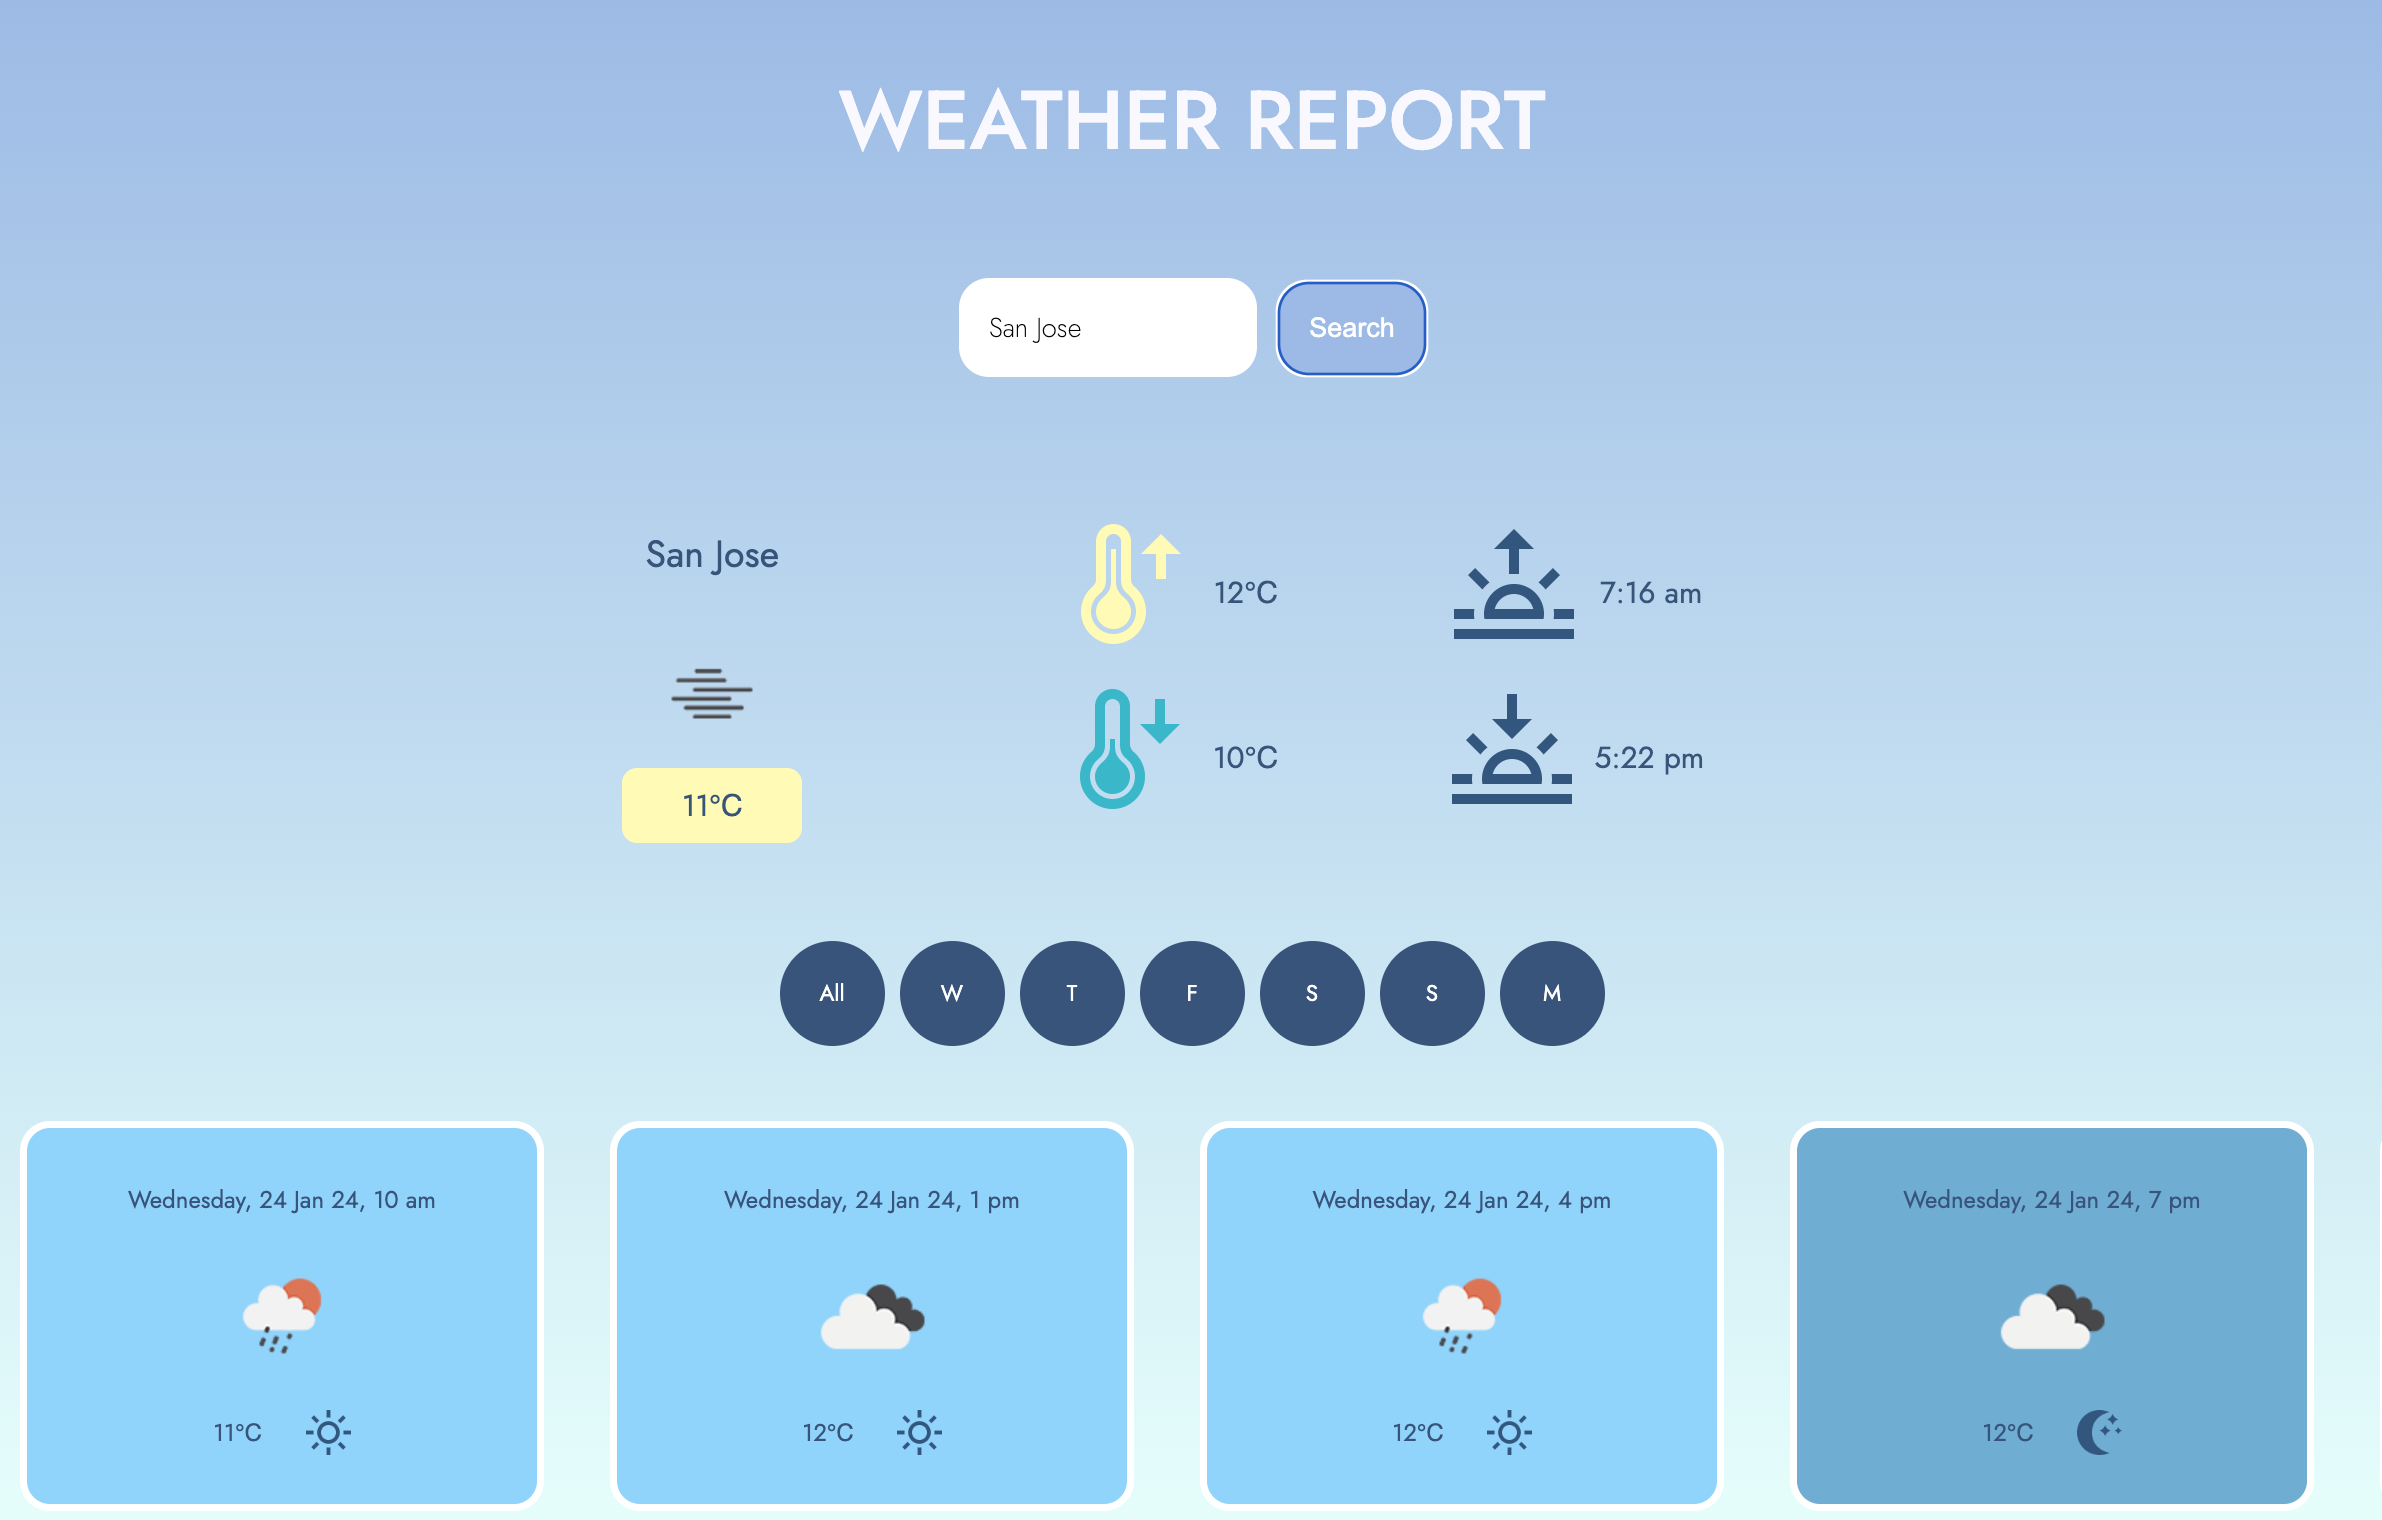 WEATHER REPORT
San Jose
Search
San Jose
11°C
12°C
7:16 am
10°C
5:22 pm
All
W
T
F
S
S
M
Wednesday, 24 Jan 24, 10 am
11°C
Wednesday, 24 Jan 24, 1 pm
12°C
Wednesday, 24 Jan 24, 4 pm
12°C
Wednesday, 24 Jan 24, 7 pm
12°C